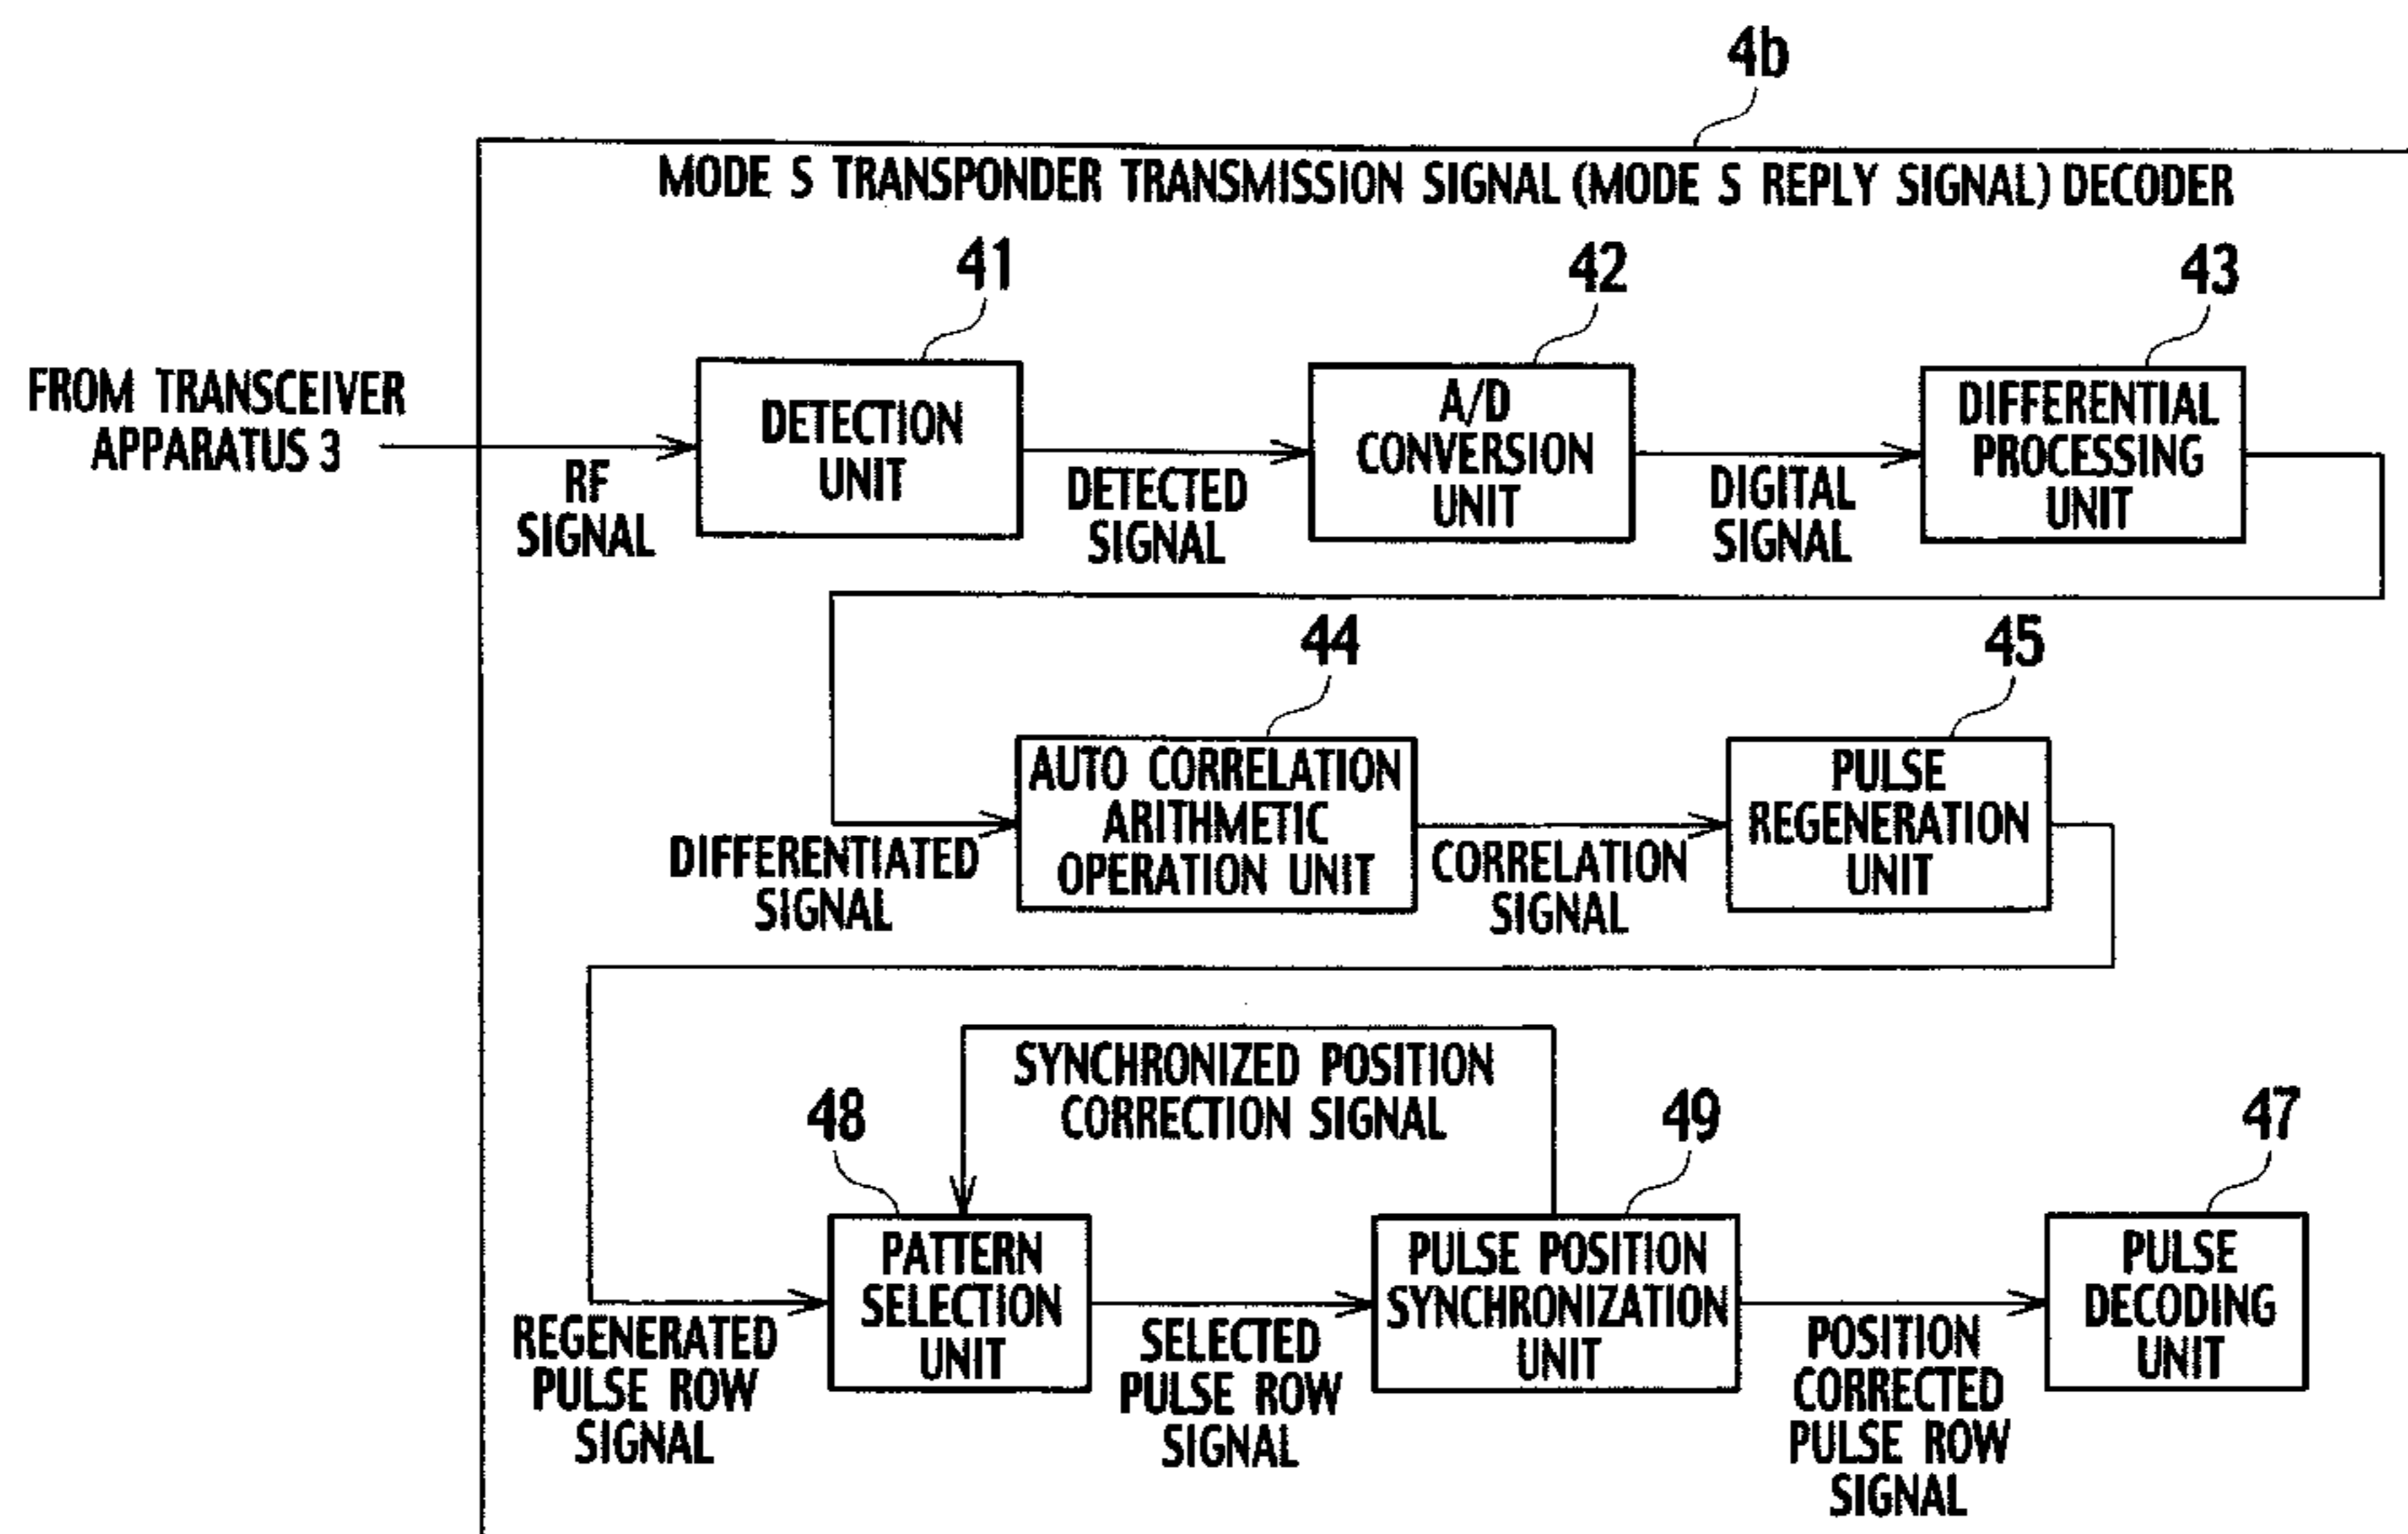 4b
MODE S TRANSPONDER TRANSMISSION SIGNAL (MODE S REPLY SIGNAL) DECODER
41
42
43
FROM TRANSCEIVER
APPARATUS 3
RF
SIGNAL
DETECTION
UNIT
DETECTED
SIGNAL
A/D
CONVERSION
UNIT
DIGITAL
SIGNAL
DIFFERENTIAL
PROCESSING
UNIT
44
45
DIFFERENTIATED
SIGNAL
AUTO CORRELATION
ARITHMETIC
OPERATION UNIT
CORRELATION
SIGNAL
PULSE
REGENERATION
UNIT
SYNCHRONIZED POSITION
CORRECTION SIGNAL
48
49
47
REGENERATED
PULSE ROW
SIGNAL
PATTERN
SELECTION
UNIT
SELECTED
PULSE ROW
SIGNAL
PULSE POSITION
SYNCHRONIZATION
UNIT
POSITION
CORRECTED
PULSE ROW
SIGNAL
PULSE
DECODING
UNIT